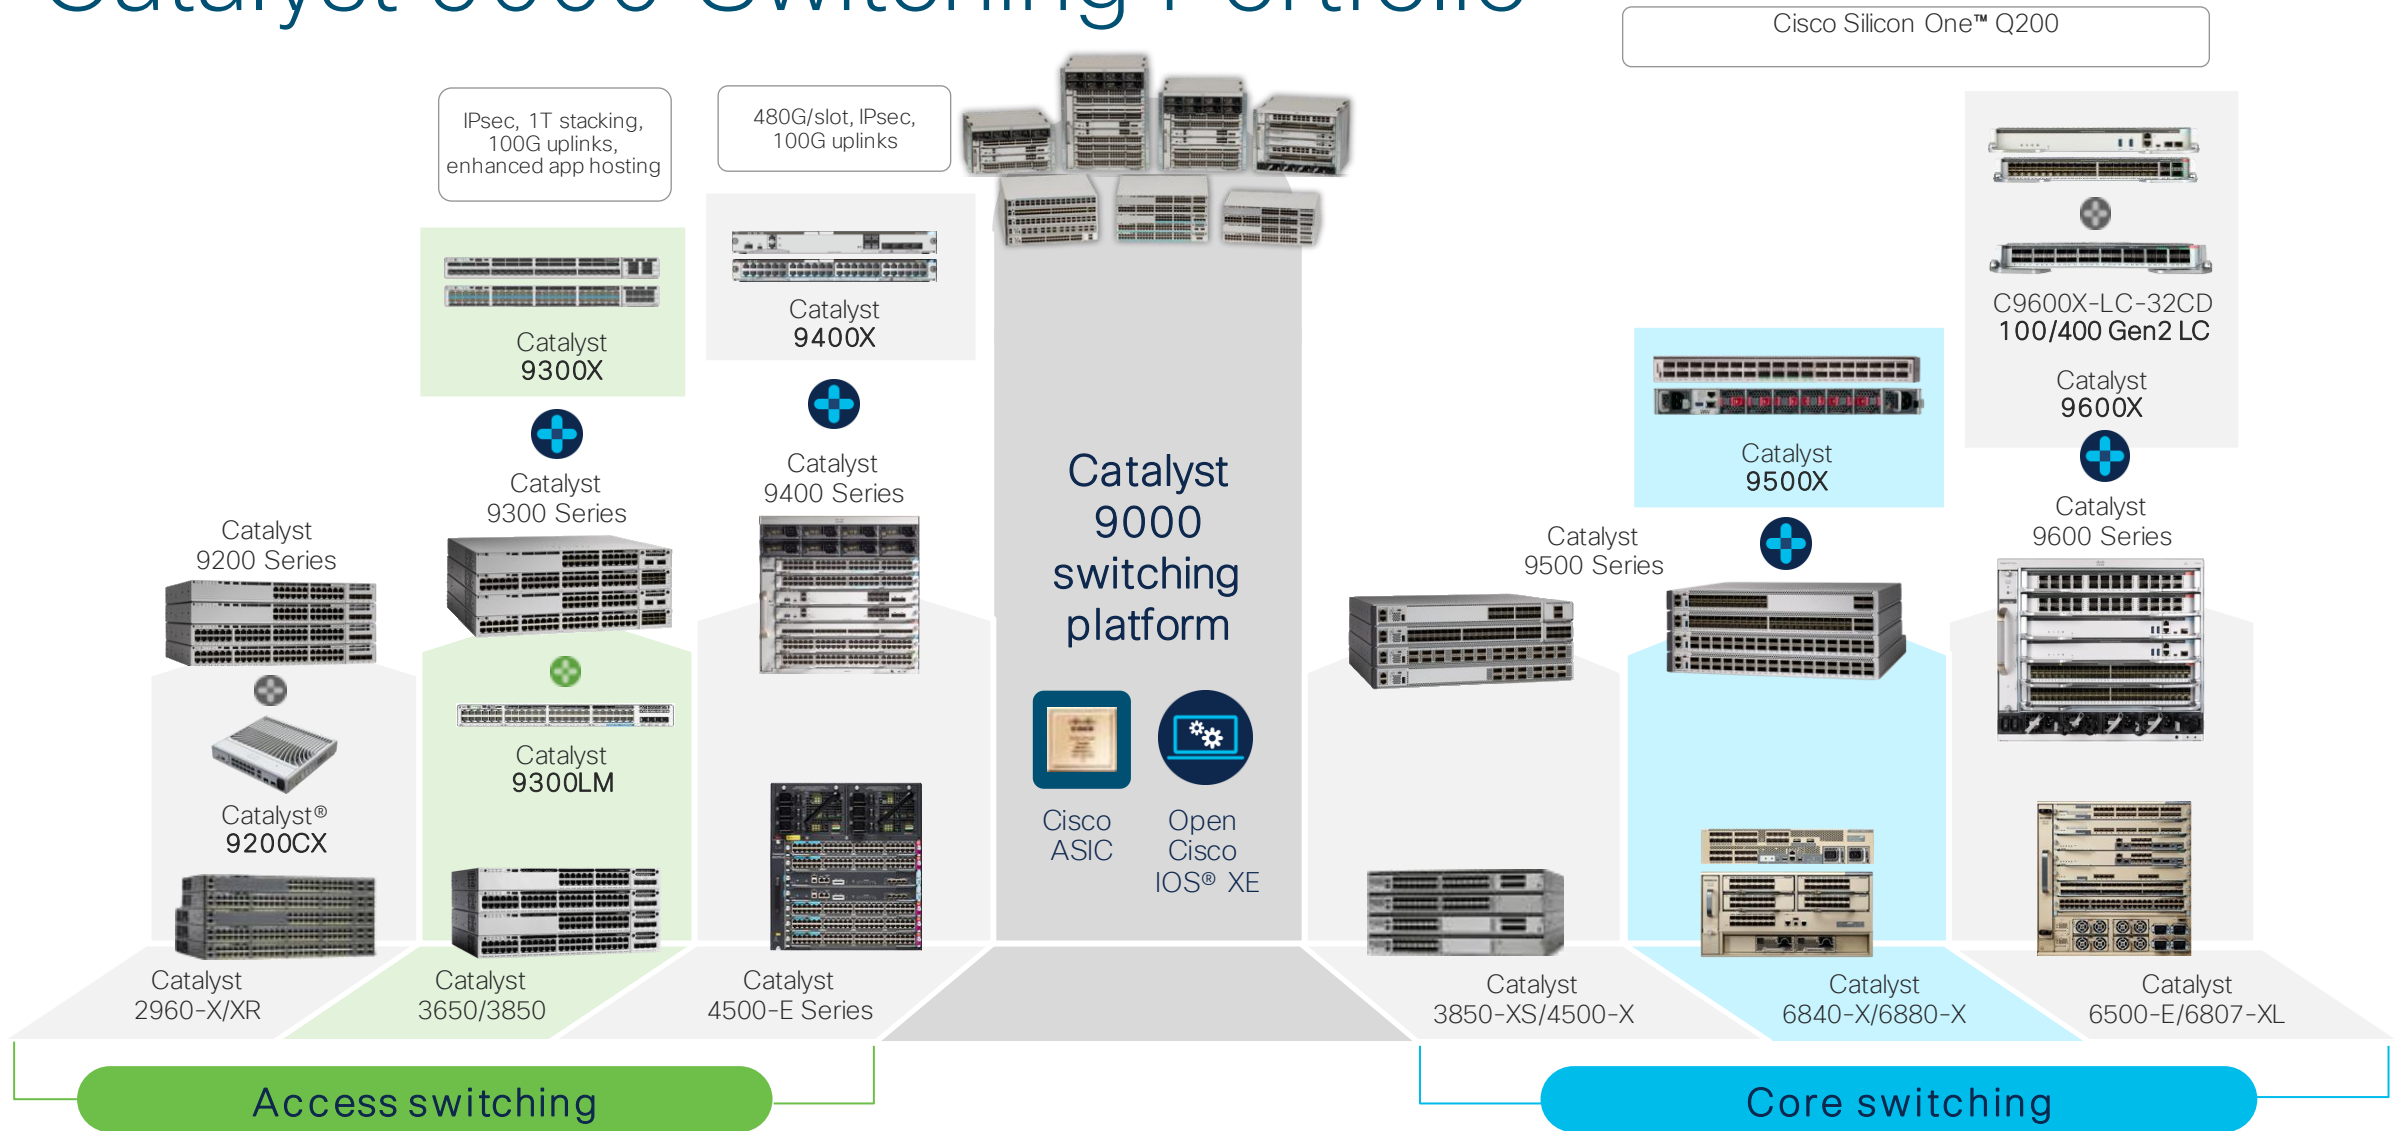 Catalyst 9000 Switching Portfolio
Cisco Silicon One™ Q200
IPsec, 1T stacking,
100G uplinks,
enhanced app hosting
480G/slot, IPsec,
100G uplinks
Catalyst
9300X
Catalyst
9400X
Catalyst
9200 Series
Catalyst
9300 Series
Catalyst
9400 Series
Catalyst®
9200CX
Catalyst
9300LM
Catalyst
9000
switching
platform
Cisco
ASIC
Open
Cisco
IOS® XE
C9600X-LC-32CD
100/400 Gen2 LC
Catalyst
9600X
Catalyst
9500X
Catalyst
9500 Series
Catalyst
9600 Series
Catalyst
2960-X/XR
Catalyst
3650/3850
Catalyst
4500-E Series
Catalyst
3850-XS/4500-X
Catalyst
6840-X/6880-X
Catalyst
6500-E/6807-XL
Access switching
Core switching